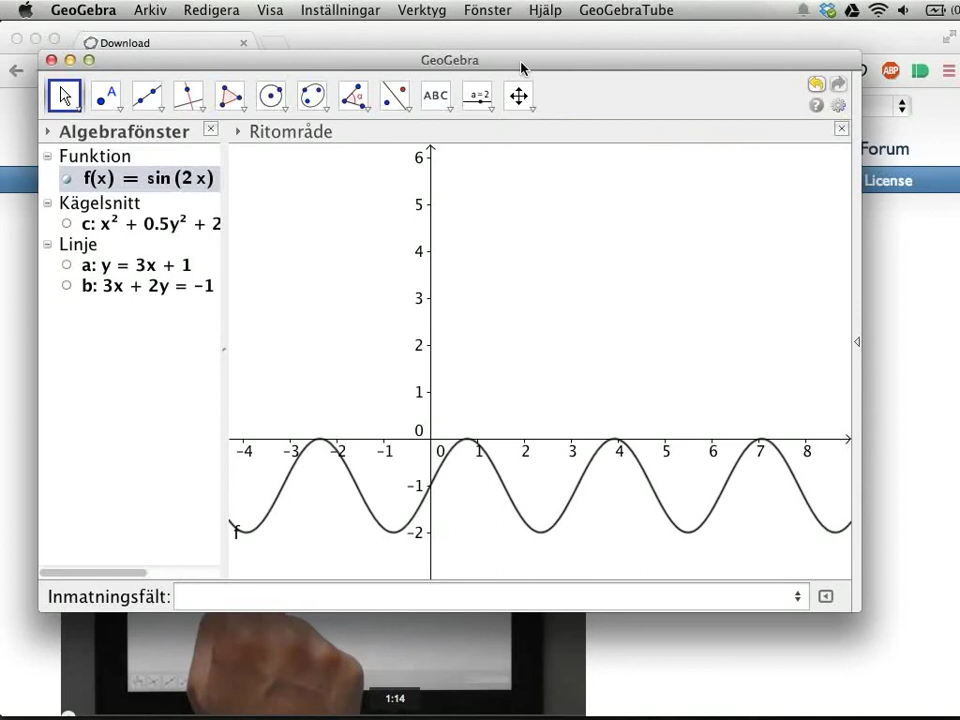 GeoGebra Arkiv Redigera Visa Inställningar Verktyg Fönster Hjälp GeoGebraTube
Download
GeoGebra
ABP
A
ABC
a=2
Algebrafönster
Ritområde
Forum
License
Funktion
f(x) = sin (2 x)
Kägelsnitt
c: x² + 0.5y² + 2
Linje
a: y = 3x + 1
b: 3x + 2y = -1
6
5
4
3
2
1
0
-4 -3 -2 -1 0 1 2 3 4 5 6 7 8
-1
-2
f
Inmatningsfält:
1:14